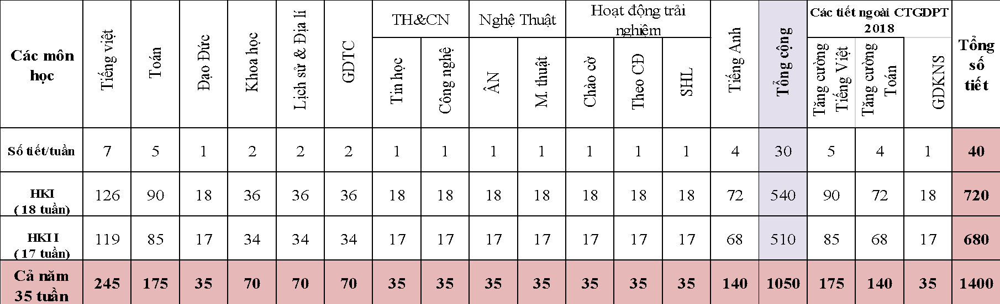 Các môn học
Tiếng việt
Toán
Đạo Đức
Khoa học
Lịch sử & Địa lí
GDTC
TH&CN
Tin học
Công nghệ
Nghệ Thuật
ÂN
M. thuật
Hoạt động trải nghiệm
Chào cờ
Theo CĐ
SHL
Tiếng Anh
Tổng cộng
Các tiết ngoài CTGDPT 2018
Tăng cường Tiếng Việt
Tăng cường Toán
GDKNS
Tổng số tiết
Số tiết/tuần 7 5 1 2 2 2 1 1 1 1 1 1 1 4 30 5 4 1 40
HKI (18 tuần) 126 90 18 36 36 36 18 18 18 18 18 18 18 72 540 90 72 18 720
HKII (17 tuần) 119 85 17 34 34 34 17 17 17 17 17 17 17 68 510 85 68 17 680
Cả năm 35 tuần 245 175 35 70 70 70 35 35 35 35 35 35 35 140 1050 175 140 35 1400